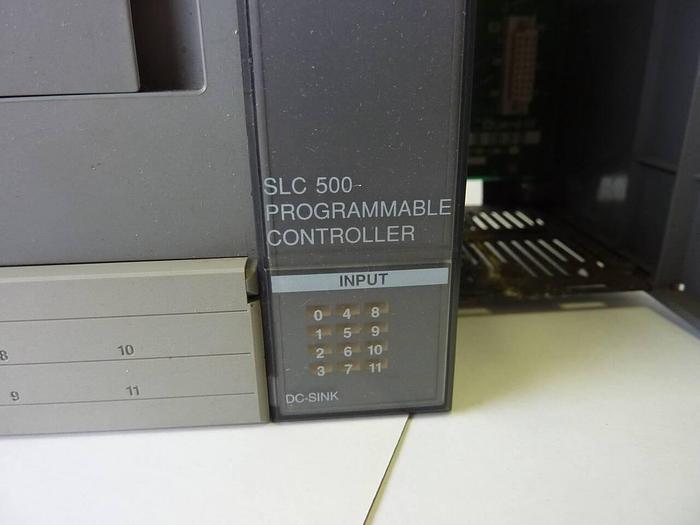 SLC 500
PROGRAMMABLE
CONTROLLER
INPUT
0 4 8
1 5 9
2 6 10
3 7 11
DC-SINK
8 10
9 11